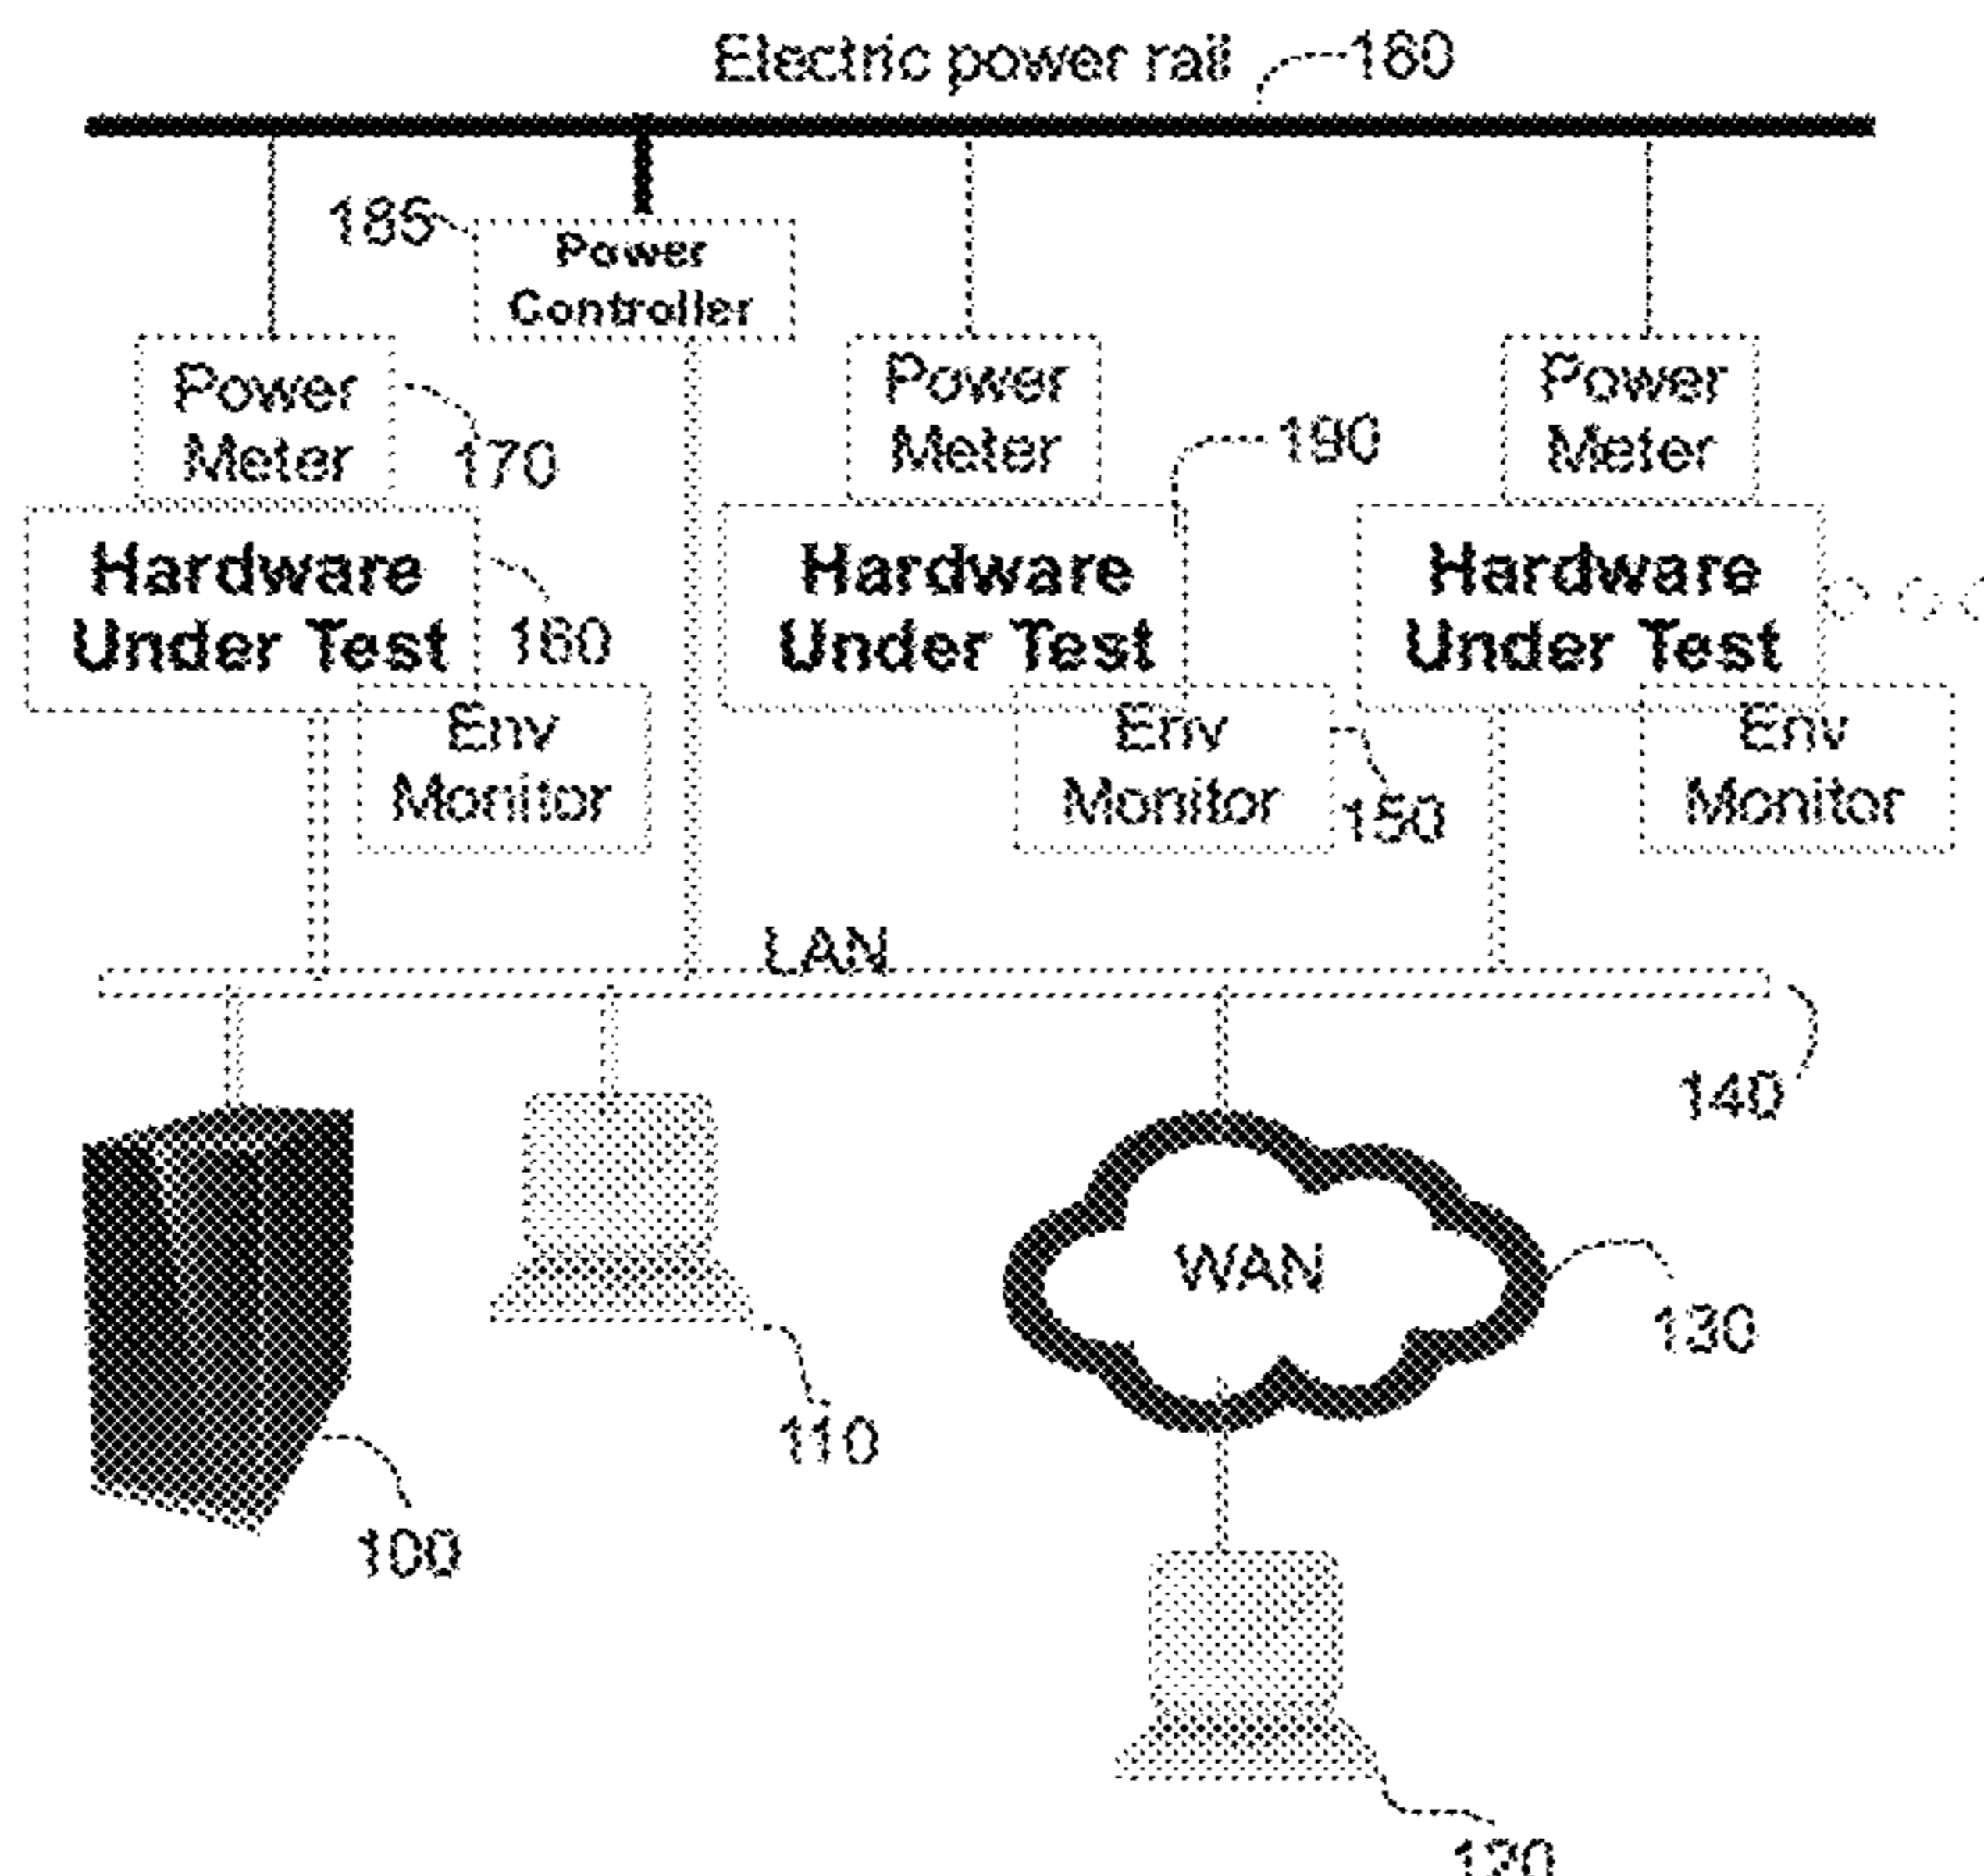 Electric power rail
180
185
Power
Controller
Power
Meter
170
Power
Meter
190
Power
Meter
Hardware
Under Test
160
Hardware
Under Test
Hardware
Under Test
Env
Monitor
Env
Monitor
150
Env
Monitor
LAN
140
WAN
130
110
100
120